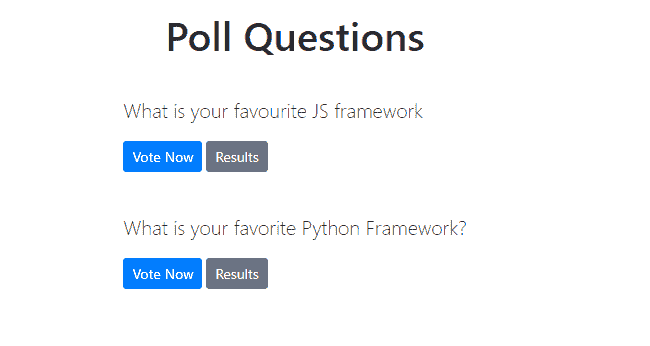 Poll Questions
What is your favourite JS framework
Vote Now Results
What is your favorite Python Framework?
Vote Now Results